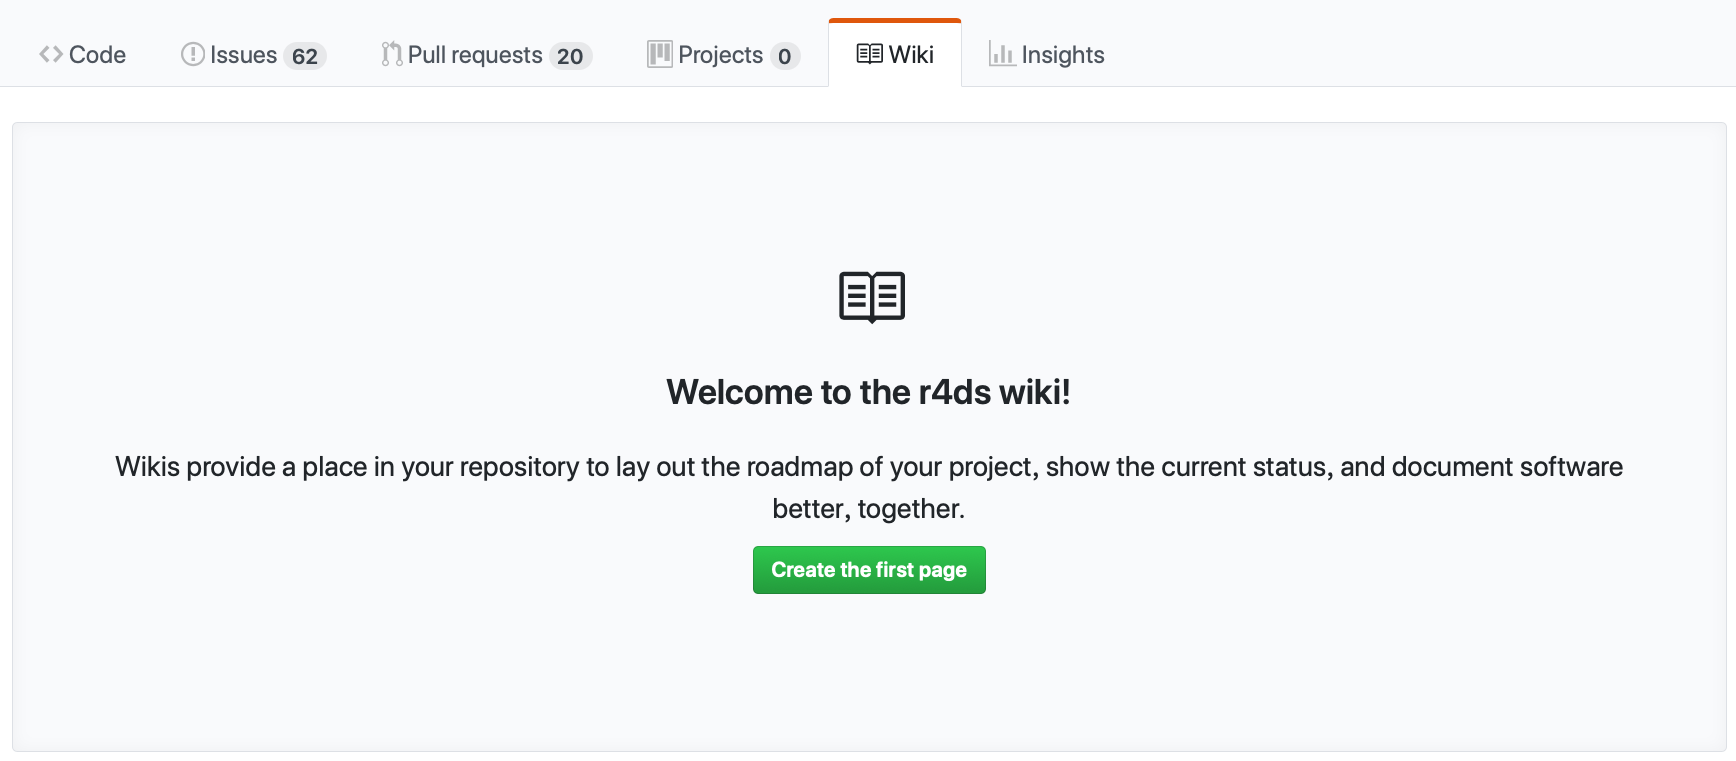 Code Issues 62 Pull requests 20 Projects 0 Wiki Insights
Welcome to the r4ds wiki!
Wikis provide a place in your repository to lay out the roadmap of your project, show the current status, and document software
better, together.
Create the first page